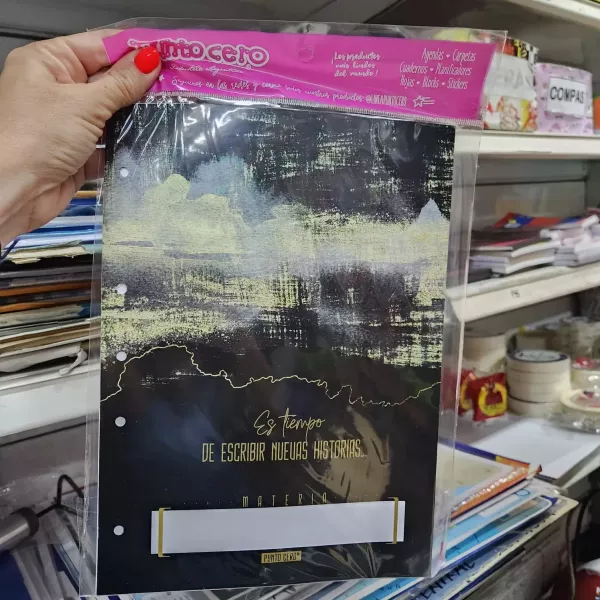 punto cero
¡Los productos
más lindos
del mundo!
Agendas • Carpetas
Cuadernos • Planificadores
Hojas • Blocks • Stickers
COMPAS
Es tiempo
DE ESCRIBIR NUEVAS HISTORIAS...
MATERIA
PUNTO CERO